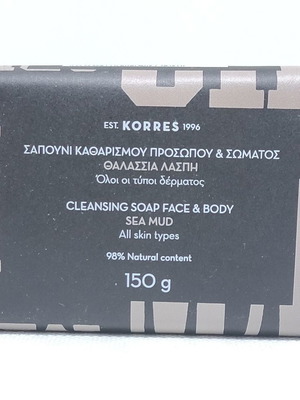 EST. KORRES 1996
ΣΑΠΟΥΝΙ ΚΑΘΑΡΙΣΜΟΥ ΠΡΟΣΩΠΟΥ & ΣΩΜΑΤΟΣ
ΘΑΛΑΣΣΙΑ ΛΑΣΠΗ
Όλοι οι τύποι δέρματος
CLEANSING SOAP FACE & BODY
SEA MUD
All skin types
98% Natural content
150 g